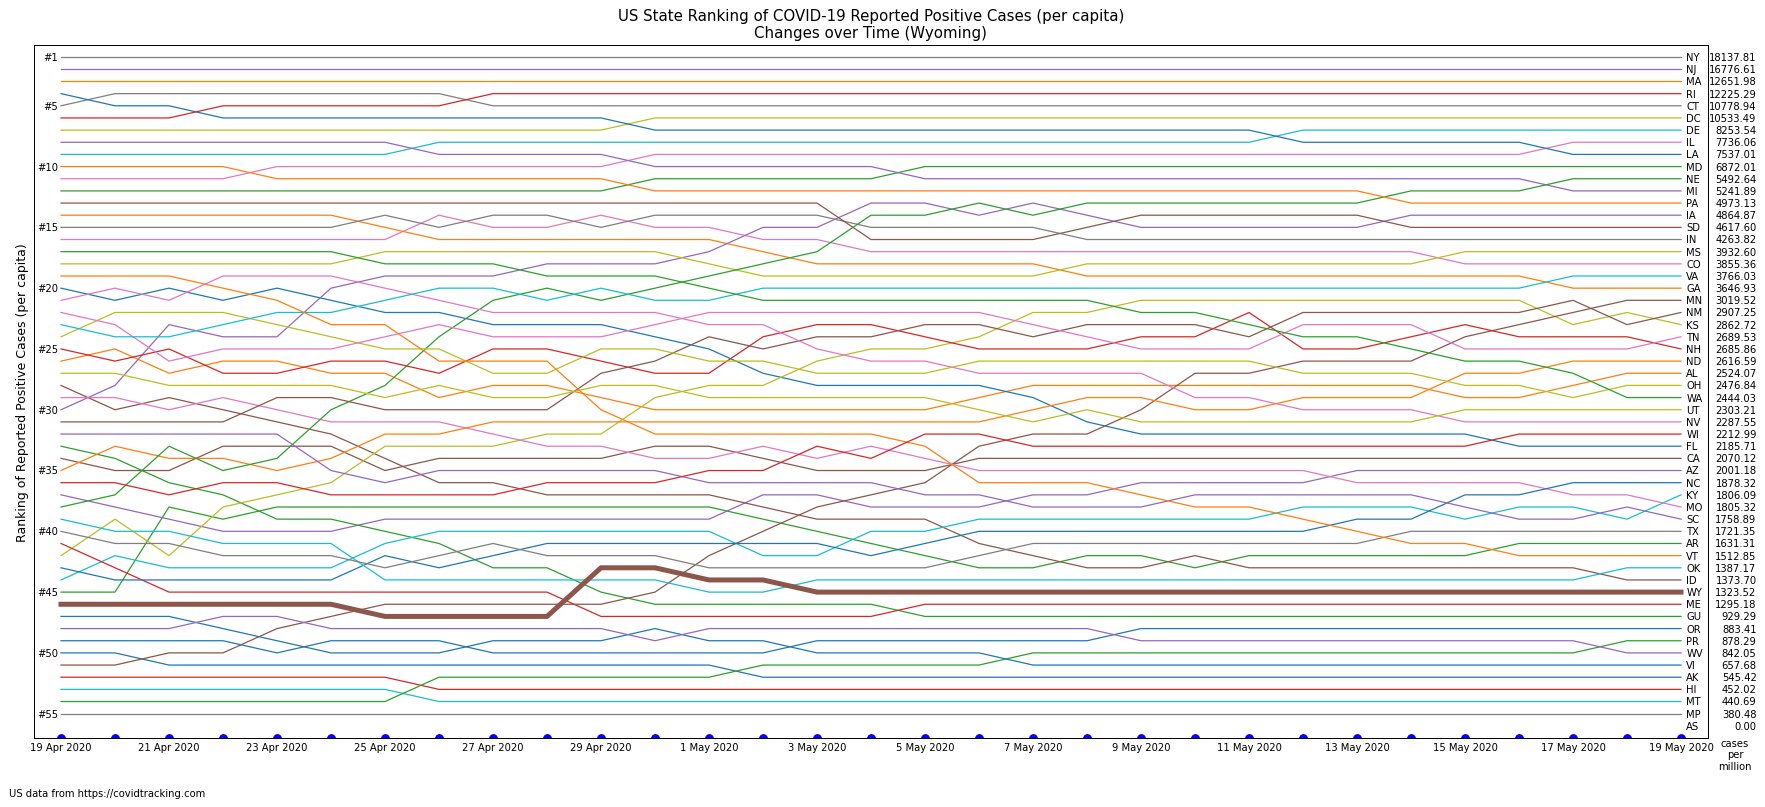 US State Ranking of COVID-19 Reported Positive Cases (per capita)
Changes over Time (Wyoming)
Ranking of Reported Positive Cases (per capita)
#1
#5
#10
#15
#20
#25
#30
#35
#40
#45
#50
#55
NY 18137.81
NJ 16776.61
MA 12651.98
RI 12225.29
CT 10778.94
DC 10533.49
DE 8253.54
IL 7736.06
LA 7537.01
MD 6872.01
NE 5492.64
MI 5241.89
PA 4973.13
IA 4864.87
SD 4617.60
IN 4263.82
MS 3932.60
CO 3855.36
VA 3766.03
GA 3646.93
MN 3019.52
NM 2907.25
KS 2862.72
TN 2689.53
NH 2685.86
ND 2616.59
AL 2524.07
OH 2476.84
WA 2444.03
UT 2303.21
NV 2287.55
WI 2212.99
FL 2185.71
CA 2070.12
AZ 2001.18
NC 1878.32
KY 1806.09
MO 1805.32
SC 1758.89
TX 1721.35
AR 1631.31
VT 1512.85
OK 1387.17
ID 1373.70
WY 1323.52
ME 1295.18
GU 929.29
OR 883.41
PR 878.29
WV 842.05
VI 657.68
AK 545.42
HI 452.02
MT 440.69
MP 380.48
AS 0.00
19 Apr 2020
21 Apr 2020
23 Apr 2020
25 Apr 2020
27 Apr 2020
29 Apr 2020
1 May 2020
3 May 2020
5 May 2020
7 May 2020
9 May 2020
11 May 2020
13 May 2020
15 May 2020
17 May 2020
19 May 2020
cases
per
million
US data from https://covidtracking.com